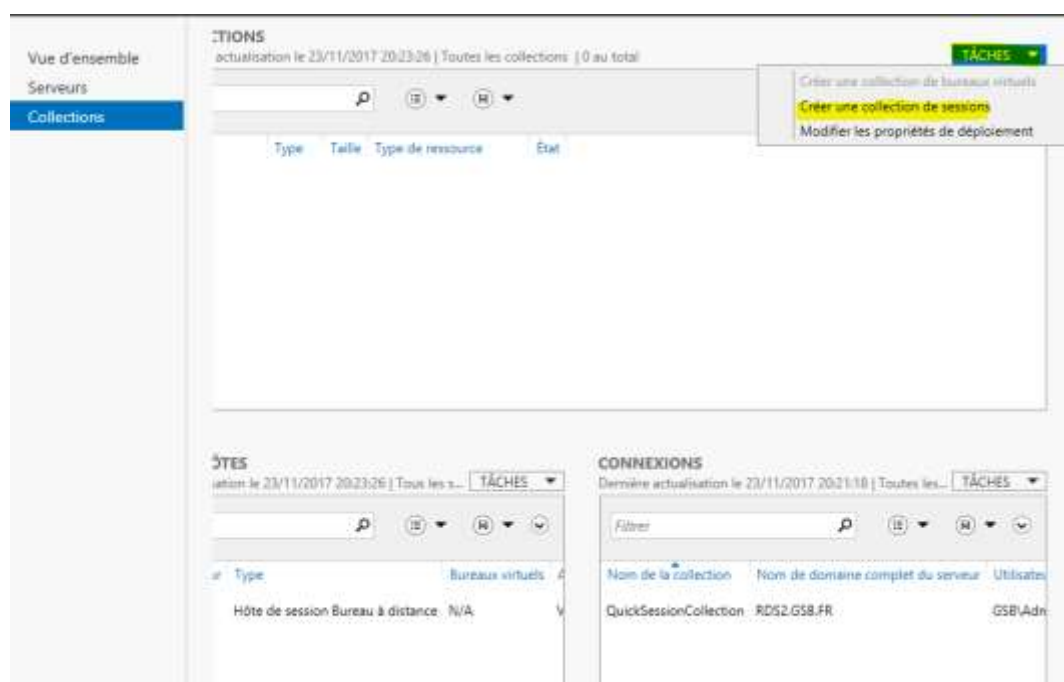 Vue d'ensemble
Serveurs
Collections
CTIONS
actualisation le 23/11/2017 20:23:26 | Toutes les collections | 0 au total
TÂCHES
Créer une collection de bureaux virtuels
Créer une collection de sessions
Modifier les propriétés de déploiement
Type Taille Type de ressource État
ÔTES
ation le 23/11/2017 20:23:26 | Tous les s... TÂCHES
Type Bureaux virtuels
Hôte de session Bureau à distance N/A
CONNEXIONS
Dernière actualisation le 23/11/2017 20:21:18 | Toutes les... TÂCHES
Filtrer
Nom de la collection Nom de domaine complet du serveur Utilisateu
QuickSessionCollection RDS2.GSB.FR GSB\Adn